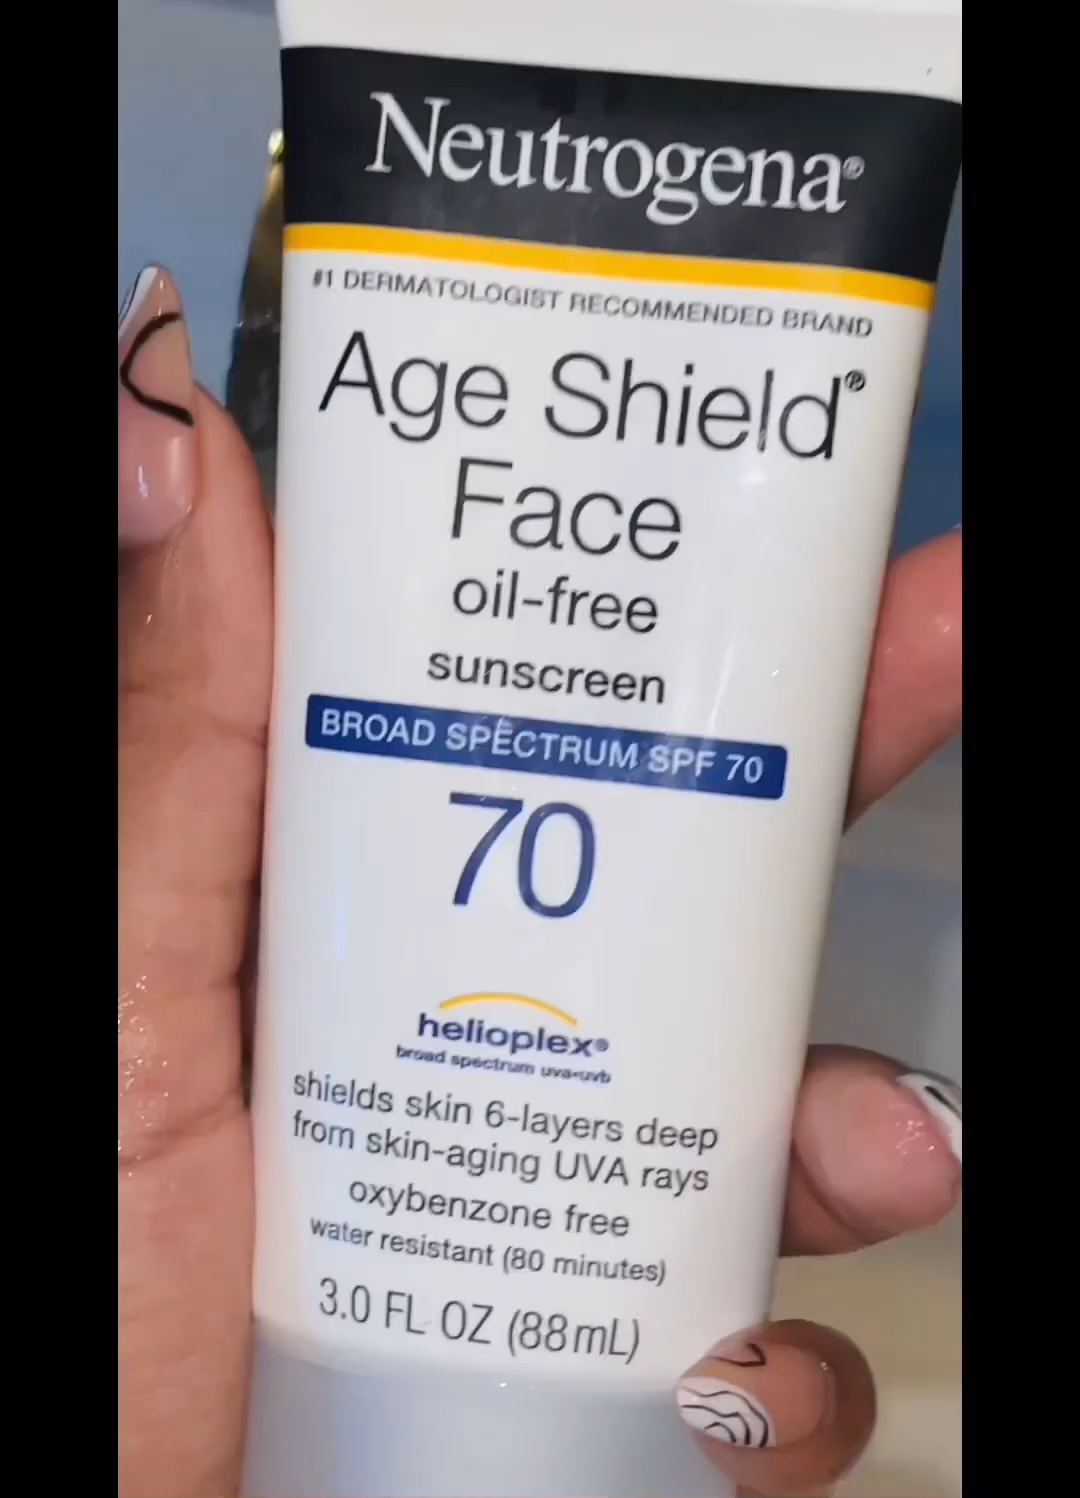 Neutrogena®
#1 DERMATOLOGIST RECOMMENDED BRAND
Age Shield®
Face
oil-free
sunscreen
BROAD SPECTRUM SPF 70
70
helioplex®
broad spectrum uva•uvb
shields skin 6-layers deep
from skin-aging UVA rays
oxybenzone free
water resistant (80 minutes)
3.0 FL OZ (88mL)